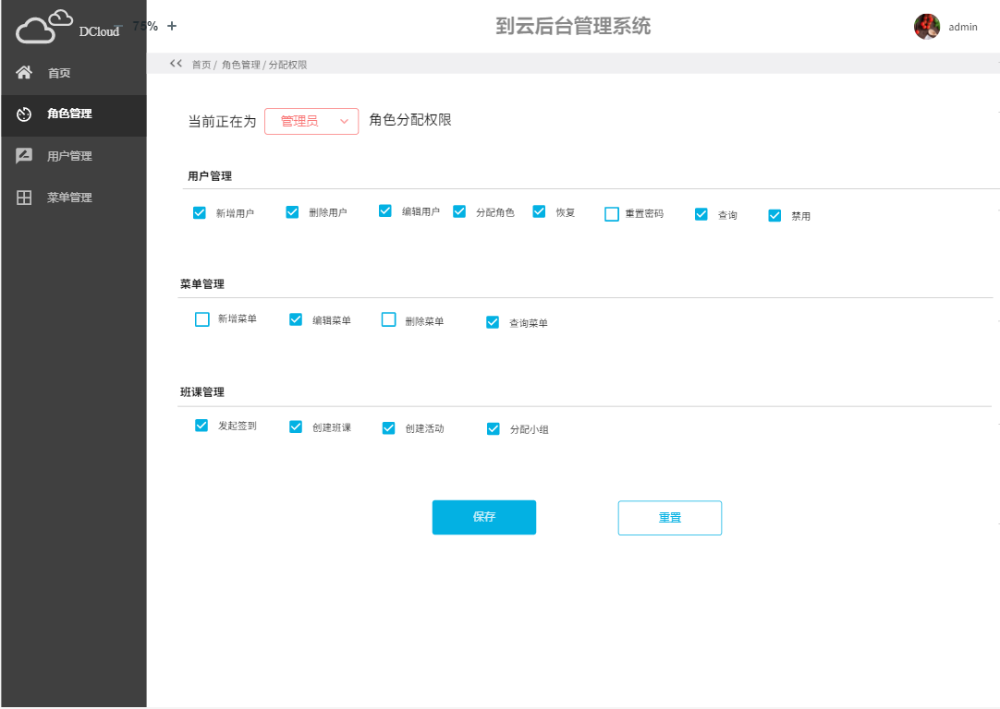 DCloud
75% +
到云后台管理系统
admin
首页
角色管理
用户管理
菜单管理
首页 / 角色管理 / 分配权限
当前正在为 管理员 角色分配权限
用户管理
新增用户 删除用户 编辑用户 分配角色 恢复 重置密码 查询 禁用
菜单管理
新增菜单 编辑菜单 删除菜单 查询菜单
班课管理
发起签到 创建班课 创建活动 分配小组
保存 重置